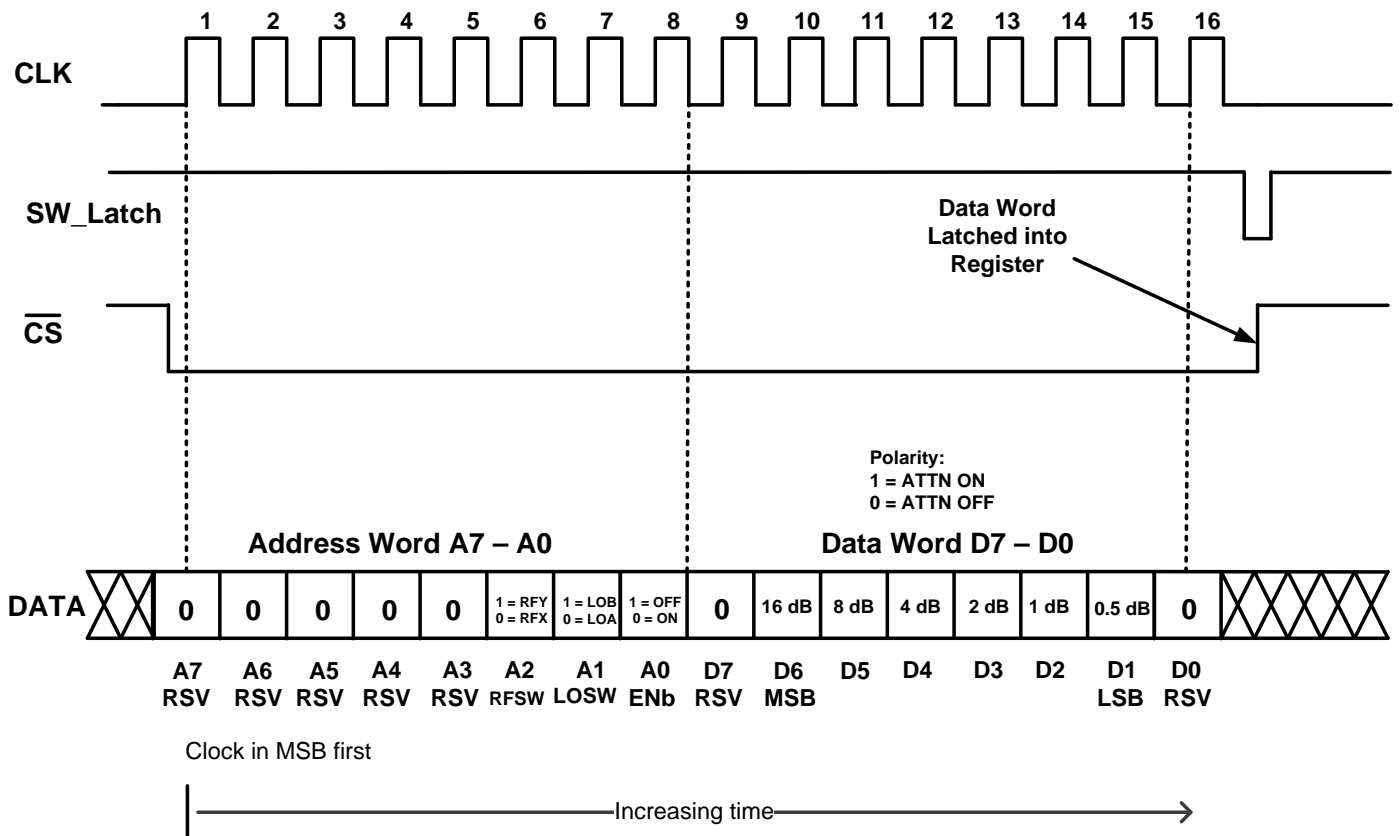 1 2 3 4 5 6 7 8 9 10 11 12 13 14 15 16
CLK
SW_Latch
Data Word
Latched into
Register
CS
Polarity:
1 = ATTN ON
0 = ATTN OFF
Address Word A7 – A0
Data Word D7 – D0
DATA
0 0 0 0 0
1 = RFY
0 = RFX
1 = LOB
0 = LOA
1 = OFF
0 = ON
0 16 dB 8 dB 4 dB 2 dB 1 dB 0.5 dB 0
A7 A6 A5 A4 A3 A2 A1 A0 D7 D6 D5 D4 D3 D2 D1 D0
RSV RSV RSV RSV RSV RFSW LOSW ENb RSV MSB LSB RSV
Clock in MSB first
Increasing time